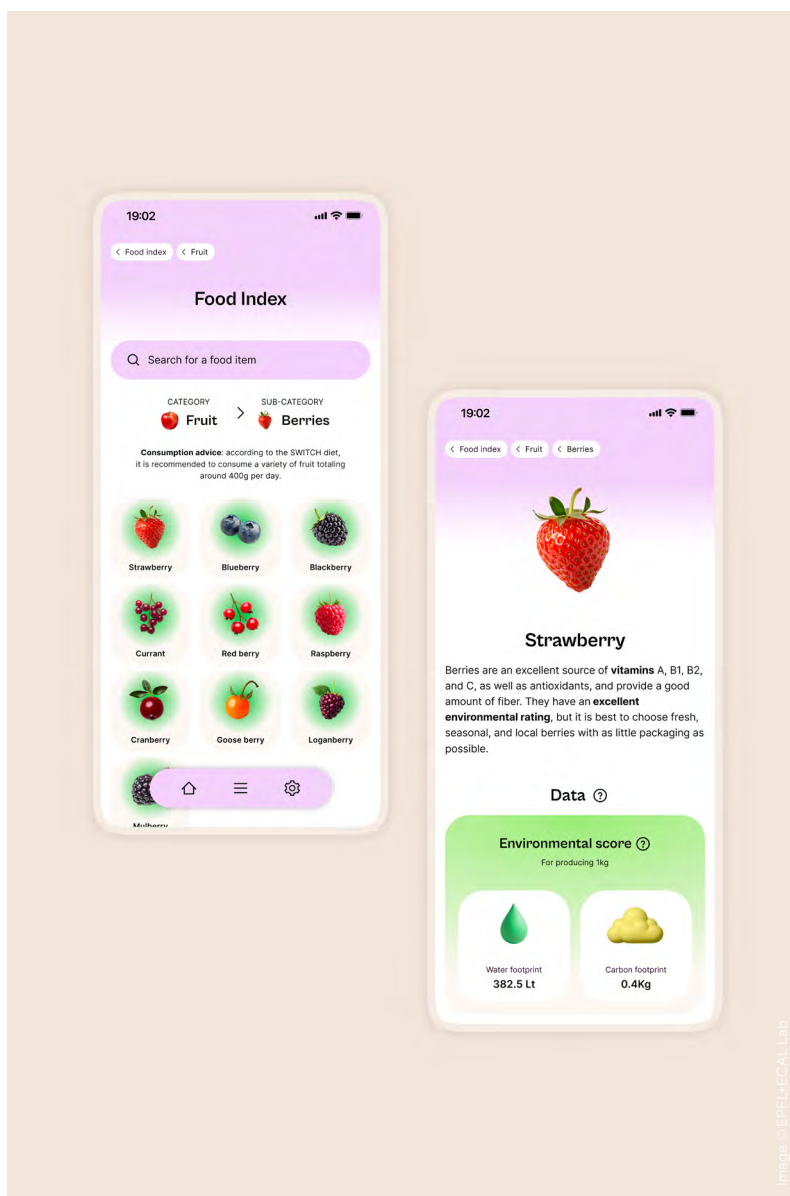 19:02
Food index
Fruit
Food Index
Search for a food item
CATEGORY
Fruit
SUB-CATEGORY
Berries
Consumption advice: according to the SWITCH diet,
it is recommended to consume a variety of fruit totaling
around 400g per day.
Strawberry
Blueberry
Blackberry
Currant
Red berry
Raspberry
Cranberry
Goose berry
Loganberry
Mulberry
19:02
Food index
Fruit
Berries
Strawberry
Berries are an excellent source of vitamins A, B1, B2,
and C, as well as antioxidants, and provide a good
amount of fiber. They have an excellent
environmental rating, but it is best to choose fresh,
seasonal, and local berries with as little packaging as
possible.
Data ?
Environmental score ?
For producing 1kg
Water footprint
382.5 Lt
Carbon footprint
0.4Kg
Image © EPFL+ECAL Lab